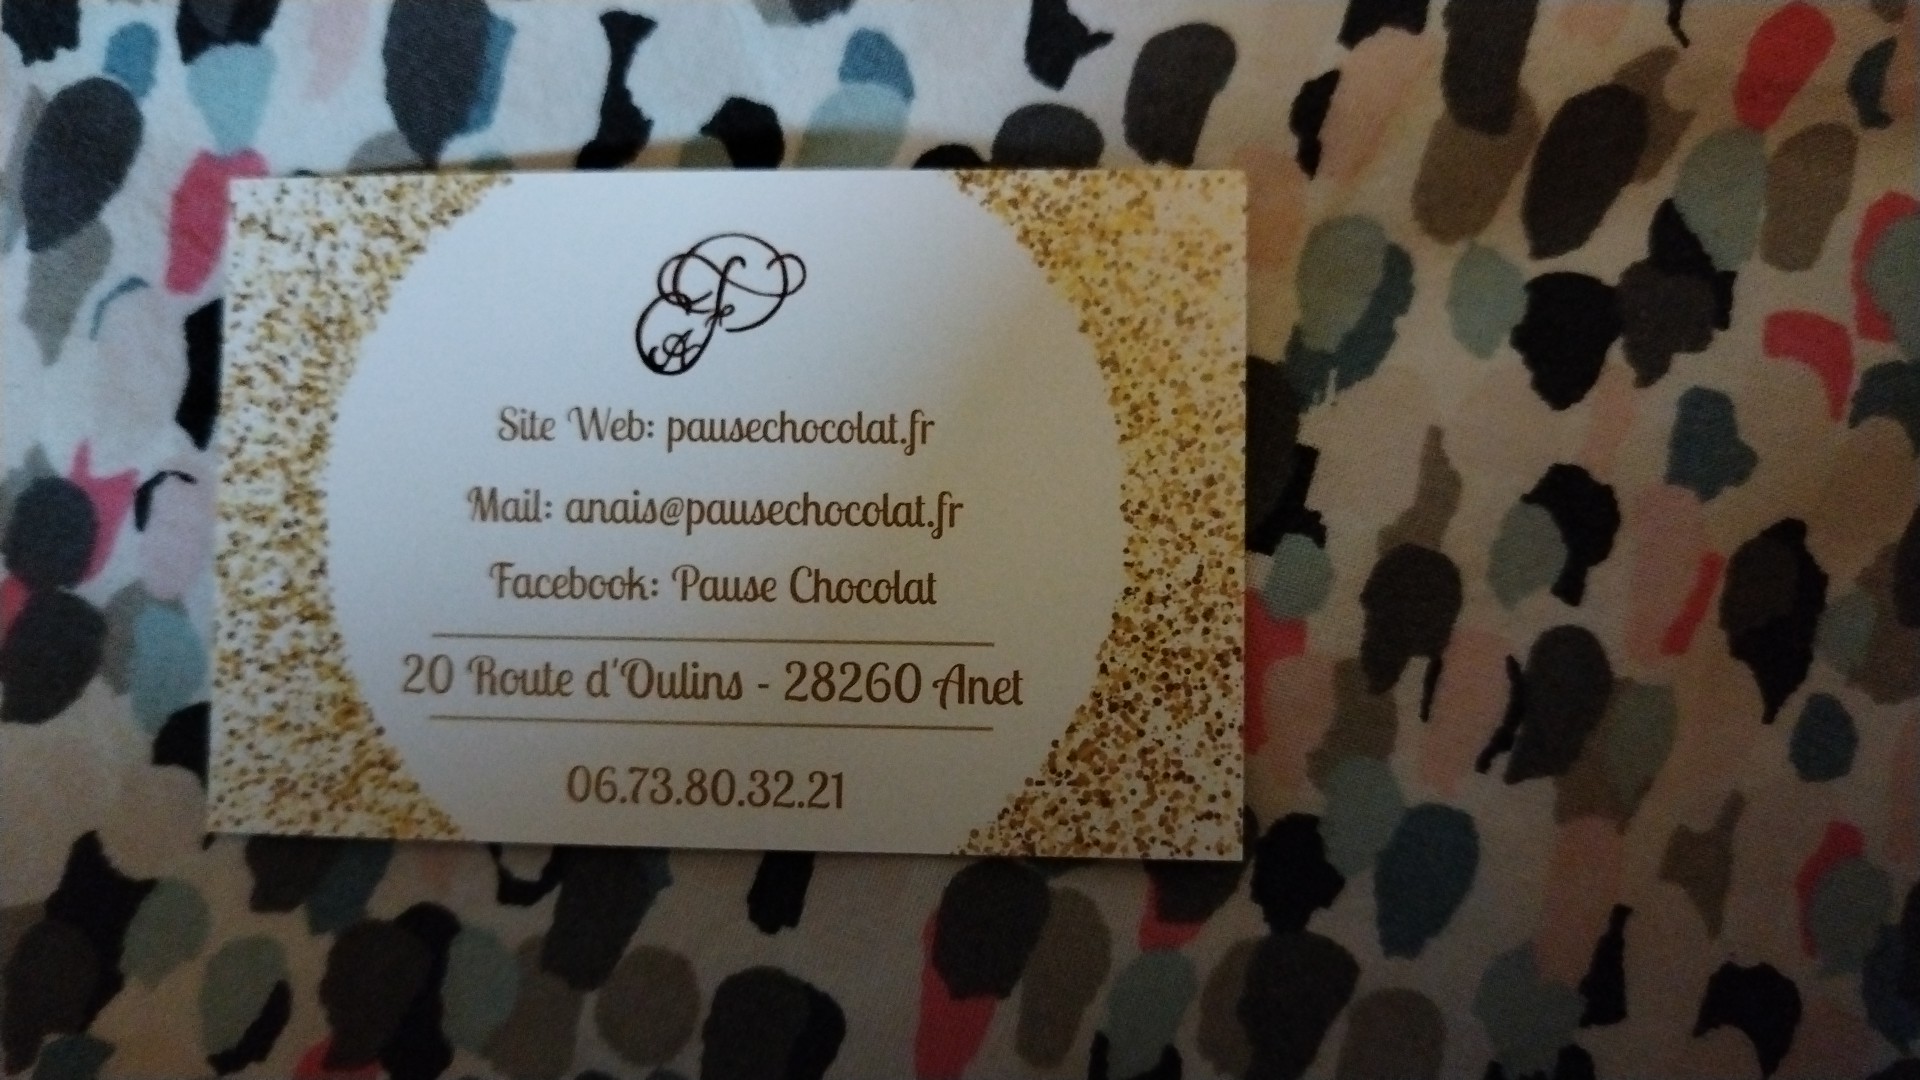 A
Site Web: pausechocolat.fr
Mail: anais@pausechocolat.fr
Facebook: Pause Chocolat
20 Route d'Oulins - 28260 Anet
06.73.80.32.21